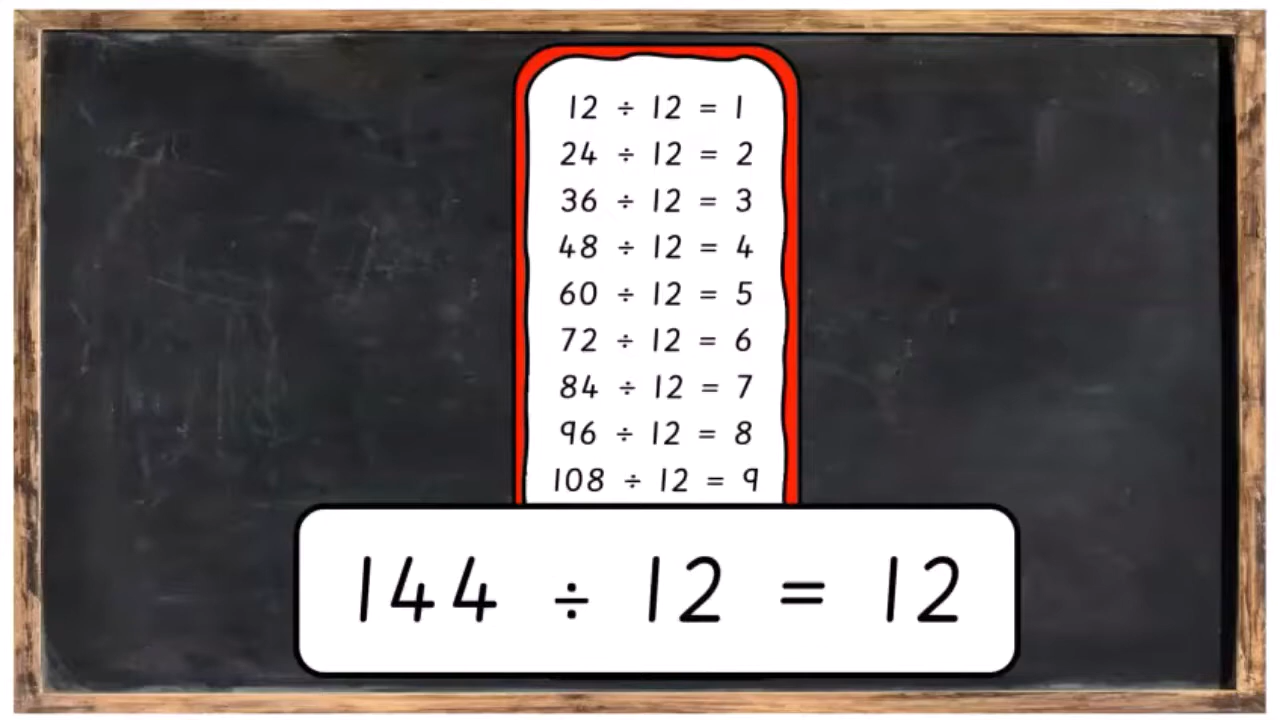 12 ÷ 12 = 1
24 ÷ 12 = 2
36 ÷ 12 = 3
48 ÷ 12 = 4
60 ÷ 12 = 5
72 ÷ 12 = 6
84 ÷ 12 = 7
96 ÷ 12 = 8
108 ÷ 12 = 9
144 ÷ 12 = 12